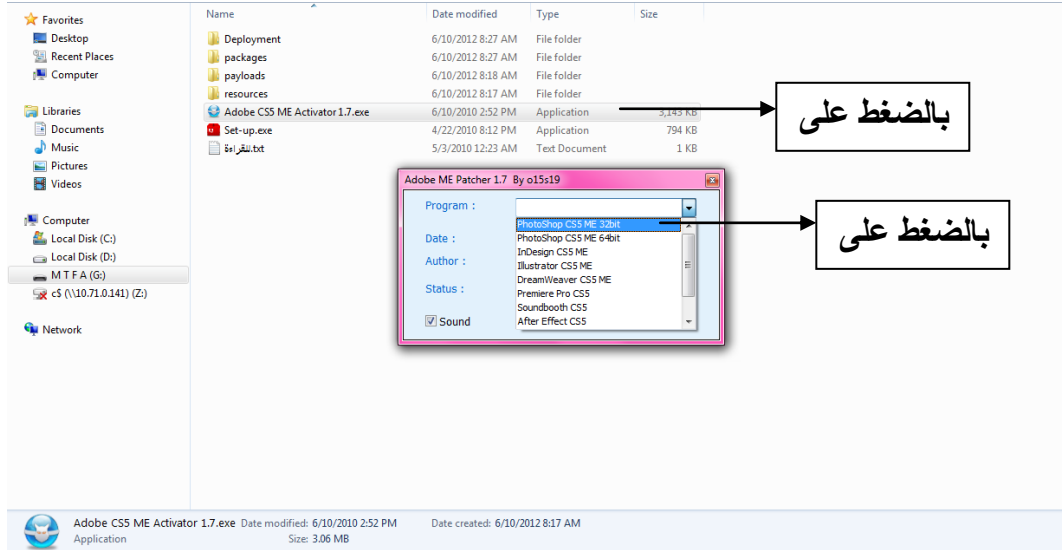 Name Date modified Type Size
Favorites
Desktop
Recent Places
Computer
Libraries
Documents
Music
Pictures
Videos
Computer
Local Disk (C:)
Local Disk (D:)
M T F A (G:)
c$ (\\10.71.0.141) (Z:)
Network
Deployment 6/10/2012 8:27 AM File folder
packages 6/10/2012 8:27 AM File folder
payloads 6/10/2012 8:18 AM File folder
resources 6/10/2012 8:17 AM File folder
Adobe CS5 ME Activator 1.7.exe 6/10/2010 2:52 PM Application 3,143 KB
Set-up.exe 4/22/2010 8:12 PM Application 794 KB
للقراءة.txt 5/3/2010 12:23 AM Text Document 1 KB
بالضغط على
Adobe ME Patcher 1.7 By o15s19
Program :
Date :
Author :
Status :
Sound
PhotoShop CS5 ME 32bit
PhotoShop CS5 ME 64bit
InDesign CS5 ME
Illustrator CS5 ME
DreamWeaver CS5 ME
Premiere Pro CS5
Soundbooth CS5
After Effect CS5
بالضغط على
Adobe CS5 ME Activator 1.7.exe Date modified: 6/10/2010 2:52 PM Date created: 6/10/2012 8:17 AM
Application Size: 3.06 MB